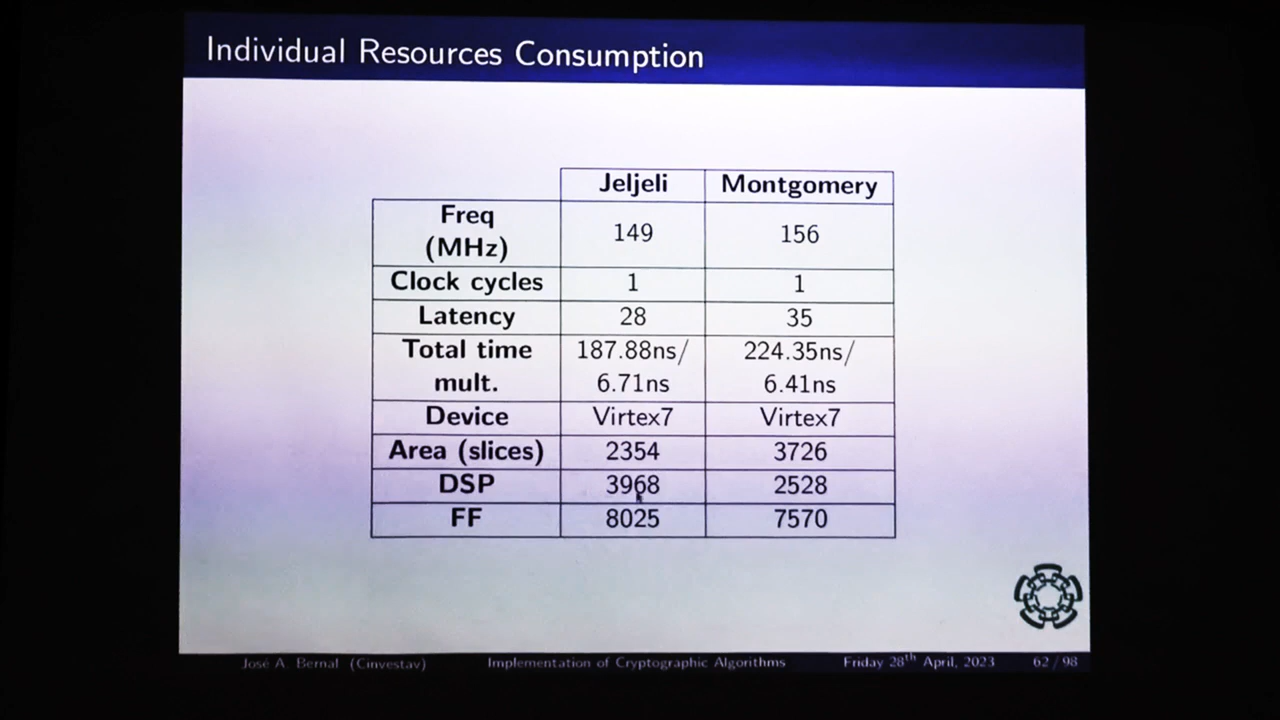 Individual Resources Consumption
Jeljeli Montgomery
Freq
(MHz) 149 156
Clock cycles 1 1
Latency 28 35
Total time 187.88ns/ 224.35ns/
mult. 6.71ns 6.41ns
Device Virtex7 Virtex7
Area (slices) 2354 3726
DSP 3968 2528
FF 8025 7570
José A. Bernal (Cinvestav) Implementation of Cryptographic Algorithms Friday 28th April, 2023 62 / 98